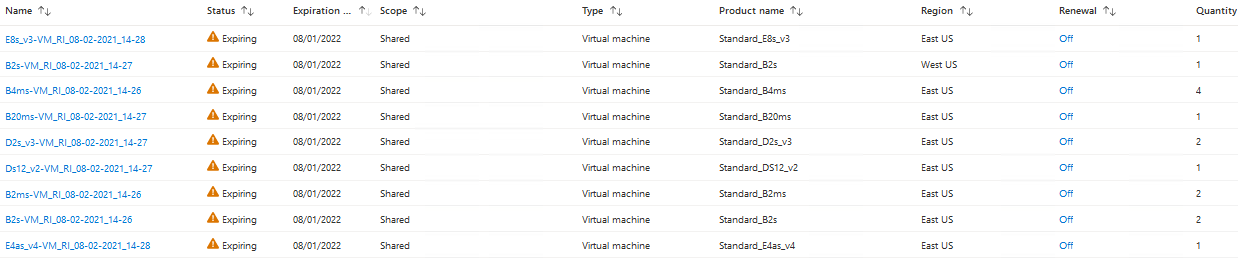 Name ↑↓ Status ↑↓ Expiration ... ↑↓ Scope ↑↓ Type ↑↓ Product name ↑↓ Region ↑↓ Renewal ↑↓ Quantity
E8s_v3-VM_RI_08-02-2021_14-28 Expiring 08/01/2022 Shared Virtual machine Standard_E8s_v3 East US Off 1
B2s-VM_RI_08-02-2021_14-27 Expiring 08/01/2022 Shared Virtual machine Standard_B2s West US Off 1
B4ms-VM_RI_08-02-2021_14-26 Expiring 08/01/2022 Shared Virtual machine Standard_B4ms East US Off 4
B20ms-VM_RI_08-02-2021_14-27 Expiring 08/01/2022 Shared Virtual machine Standard_B20ms East US Off 1
D2s_v3-VM_RI_08-02-2021_14-27 Expiring 08/01/2022 Shared Virtual machine Standard_D2s_v3 East US Off 2
Ds12_v2-VM_RI_08-02-2021_14-27 Expiring 08/01/2022 Shared Virtual machine Standard_DS12_v2 East US Off 1
B2ms-VM_RI_08-02-2021_14-26 Expiring 08/01/2022 Shared Virtual machine Standard_B2ms East US Off 2
B2s-VM_RI_08-02-2021_14-26 Expiring 08/01/2022 Shared Virtual machine Standard_B2s East US Off 2
E4as_v4-VM_RI_08-02-2021_14-28 Expiring 08/01/2022 Shared Virtual machine Standard_E4as_v4 East US Off 1